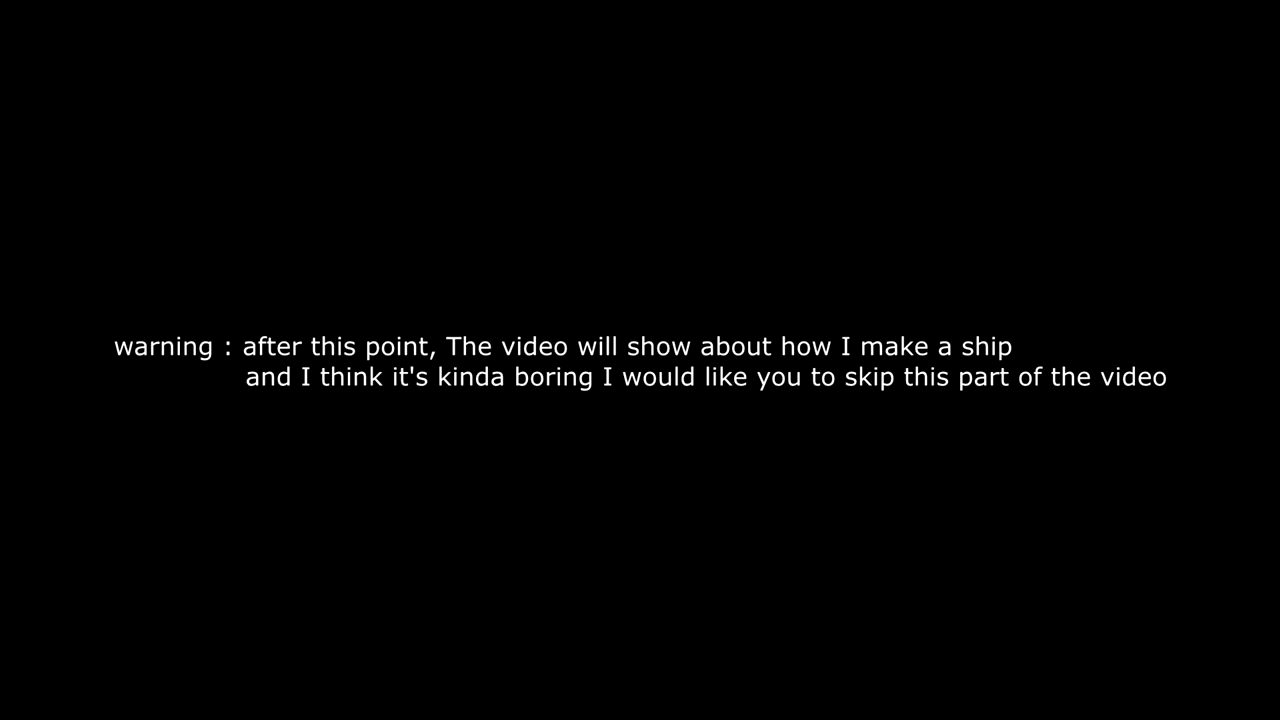 warning : after this point, The video will show about how I make a ship
and I think it's kinda boring I would like you to skip this part of the video